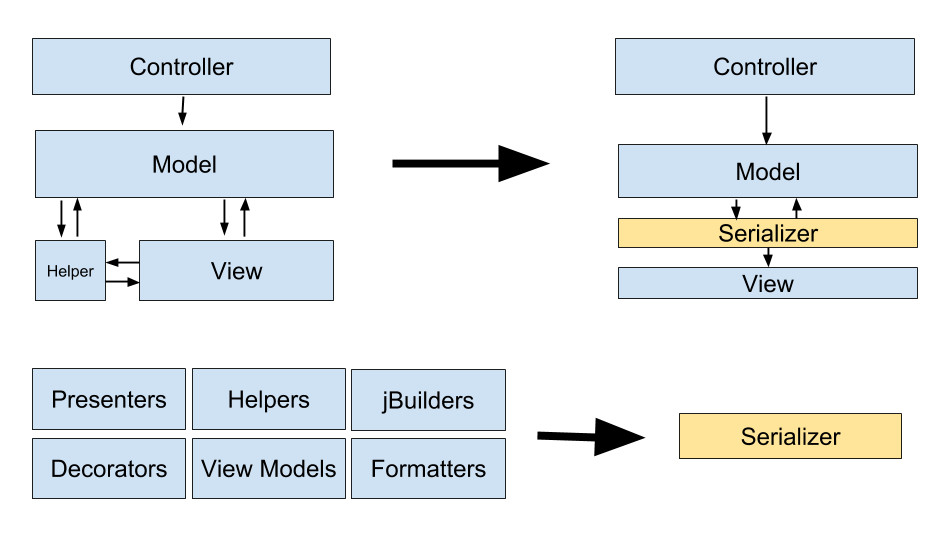 Controller
Model
Helper
View
Controller
Model
Serializer
View
Presenters
Helpers
jBuilders
Decorators
View Models
Formatters
Serializer